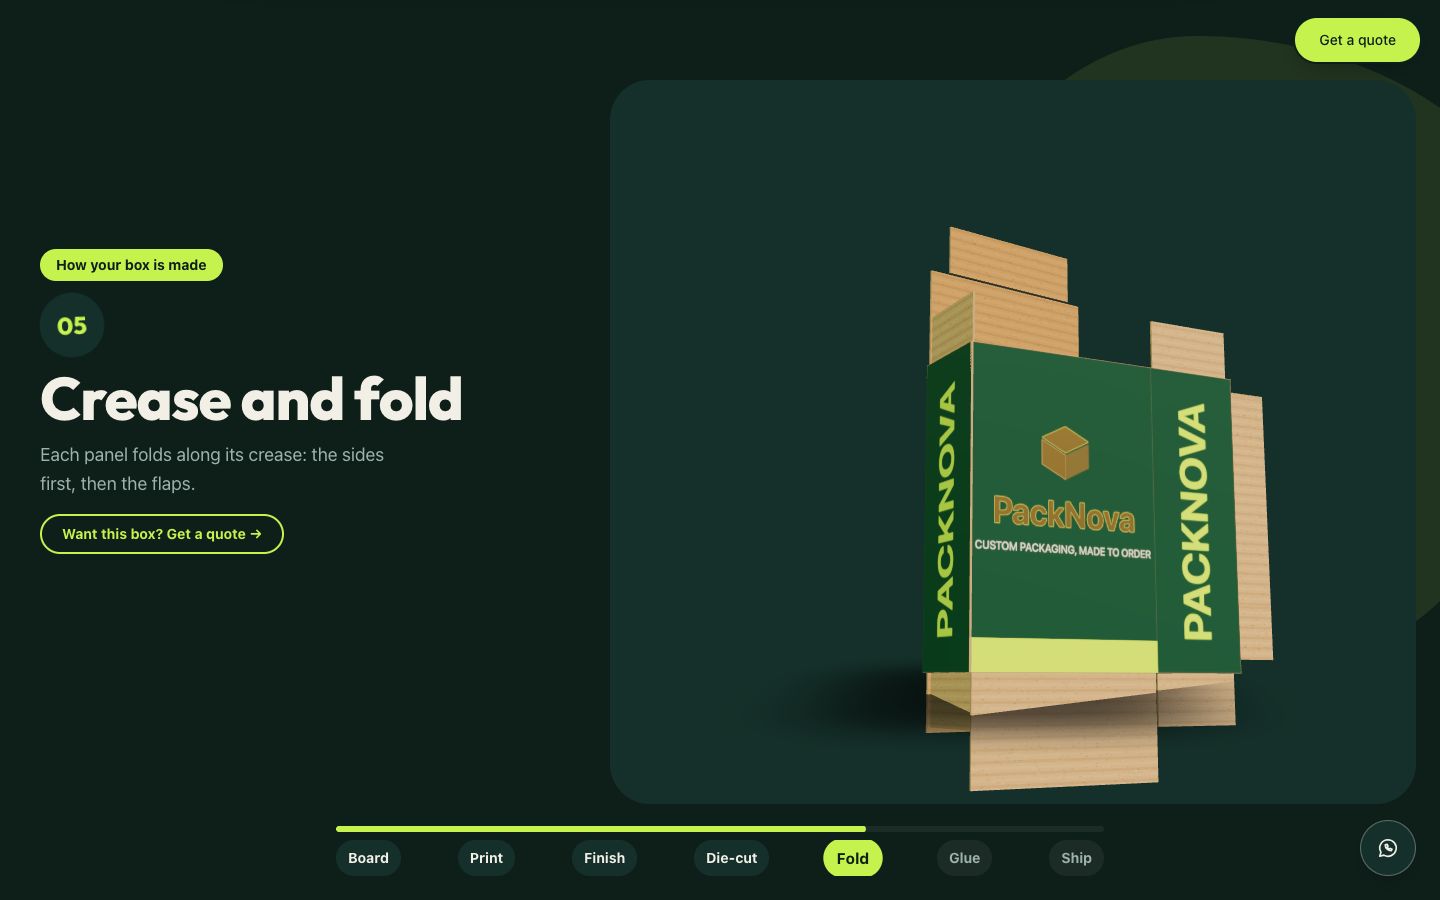 Get a quote
How your box is made
05
Crease and fold
Each panel folds along its crease: the sides
first, then the flaps.
Want this box? Get a quote →
PACKNOVA
PackNova
CUSTOM PACKAGING, MADE TO ORDER
PACKNOVA
Board
Print
Finish
Die-cut
Fold
Glue
Ship